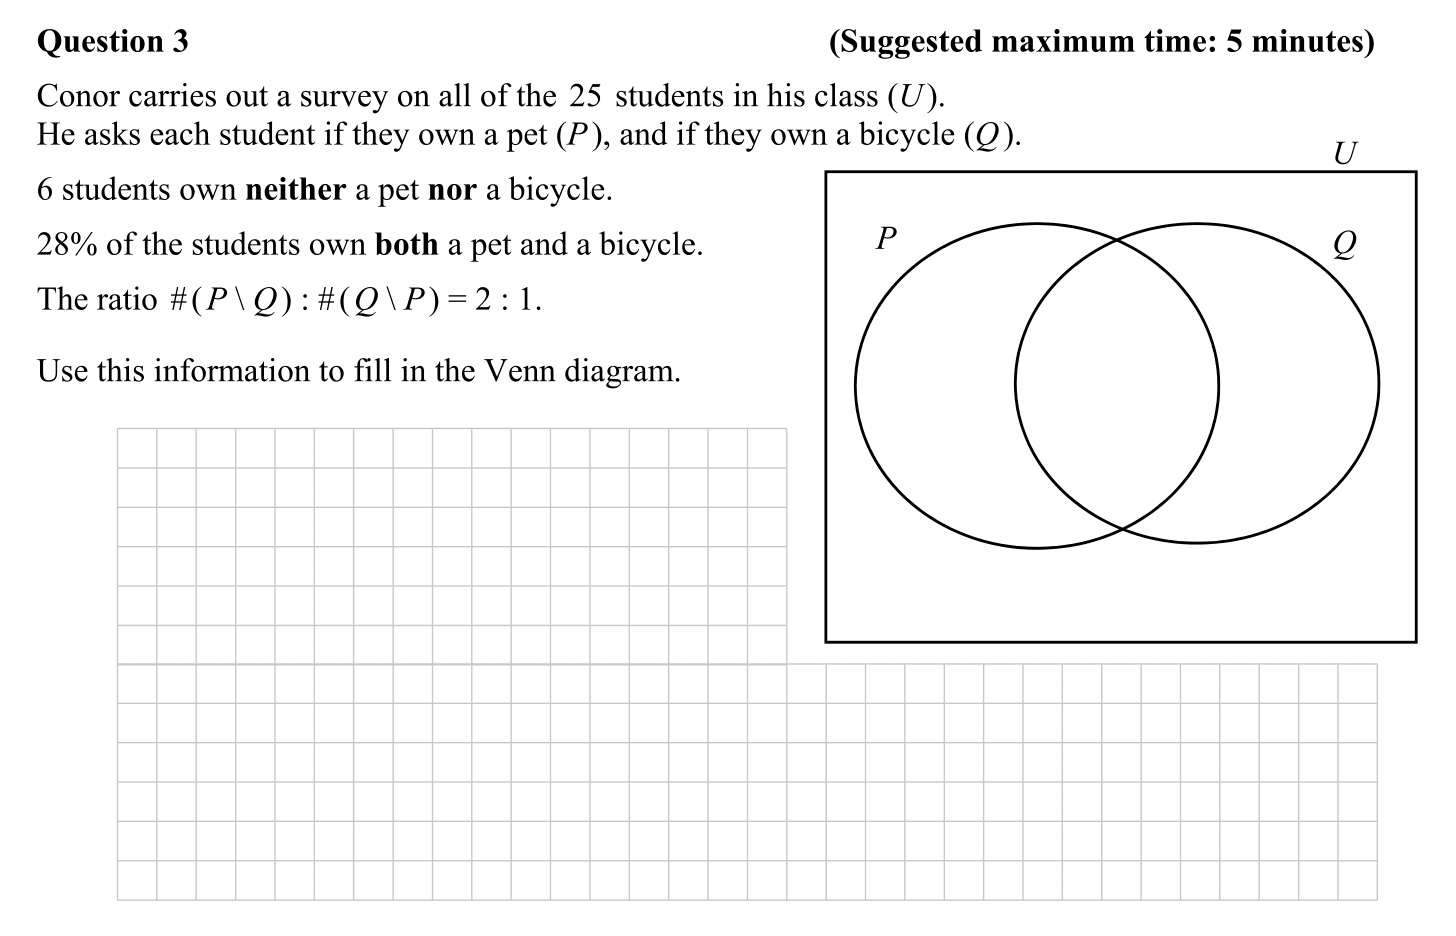 Question 3 (Suggested maximum time: 5 minutes)
Conor carries out a survey on all of the 25 students in his class (U).
He asks each student if they own a pet (P), and if they own a bicycle (Q).
6 students own neither a pet nor a bicycle.
28% of the students own both a pet and a bicycle.
The ratio #(P \ Q) : #(Q \ P) = 2 : 1.
Use this information to fill in the Venn diagram.
U
P
Q